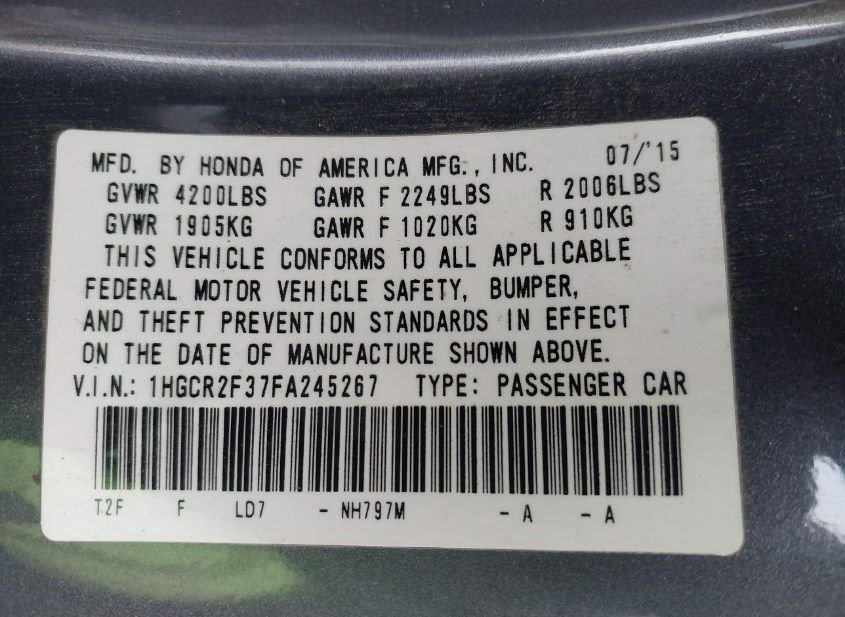 MFD. BY HONDA OF AMERICA MFG., INC. 07/'15
GVWR 4200LBS GAWR F 2249LBS R 2006LBS
GVWR 1905KG GAWR F 1020KG R 910KG
THIS VEHICLE CONFORMS TO ALL APPLICABLE
FEDERAL MOTOR VEHICLE SAFETY, BUMPER,
AND THEFT PREVENTION STANDARDS IN EFFECT
ON THE DATE OF MANUFACTURE SHOWN ABOVE.
V.I.N.: 1HGCR2F37FA245267 TYPE: PASSENGER CAR
T2F F LD7 - NH797M - A - A